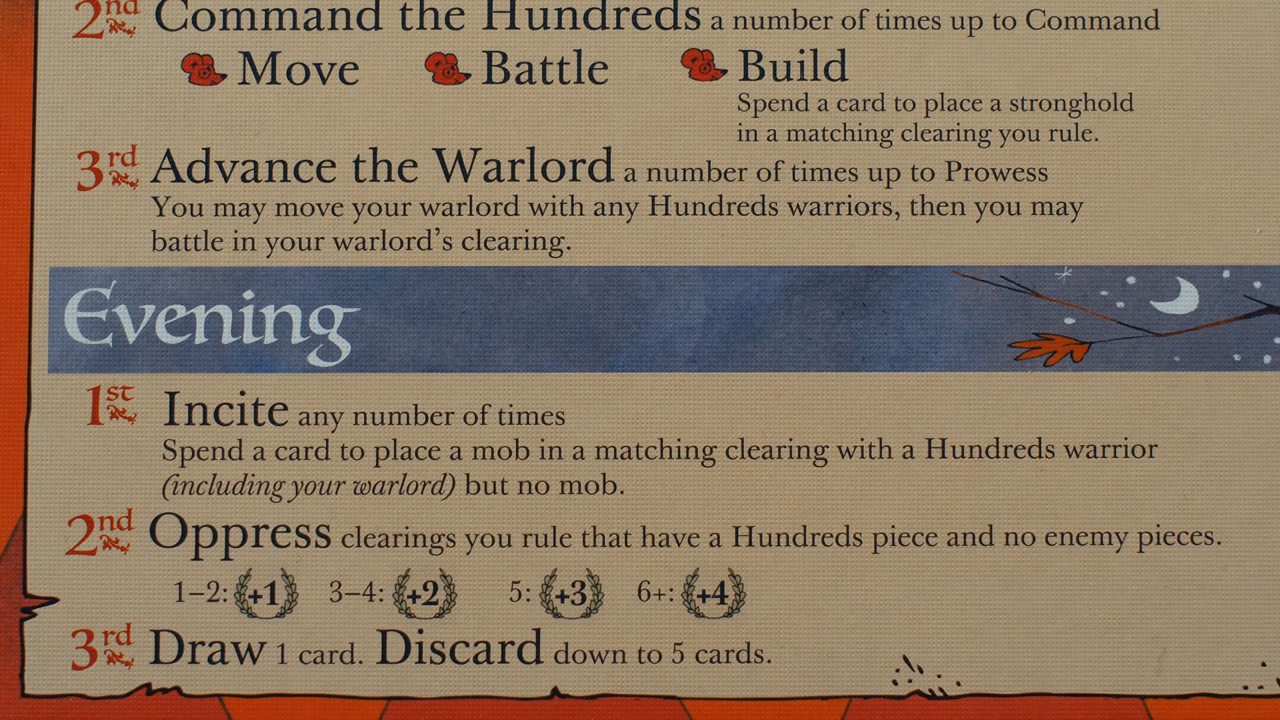 2nd Command the Hundreds a number of times up to Command
Move Battle Build
Spend a card to place a stronghold
in a matching clearing you rule.
3rd Advance the Warlord a number of times up to Prowess
You may move your warlord with any Hundreds warriors, then you may
battle in your warlord's clearing.
Evening
1st Incite any number of times
Spend a card to place a mob in a matching clearing with a Hundreds warrior
(including your warlord) but no mob.
2nd Oppress clearings you rule that have a Hundreds piece and no enemy pieces.
1–2: +1 3–4: +2 5: +3 6+: +4
3rd Draw 1 card. Discard down to 5 cards.